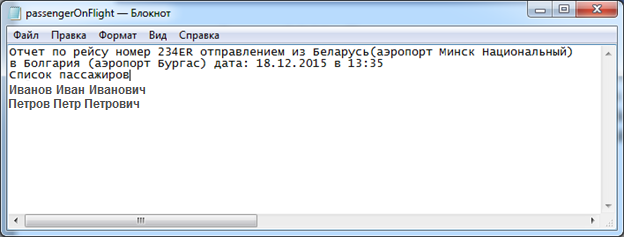 passengerOnFlight — Блокнот
Файл Правка Формат Вид Справка
Отчет по рейсу номер 234ER отправлением из Беларусь(аэропорт Минск Национальный)
в Болгария (аэропорт Бургас) дата: 18.12.2015 в 13:35
Список пассажиров
Иванов Иван Иванович
Петров Петр Петрович